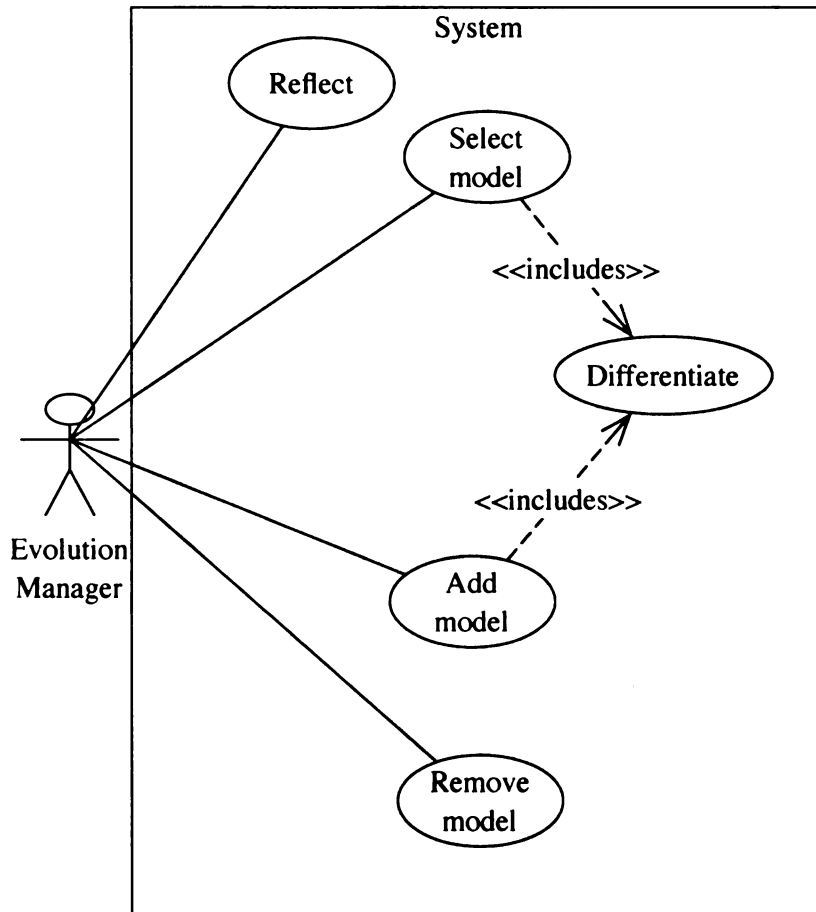 System
Reflect
Select
model
<<includes>>
Differentiate
<<includes>>
Evolution
Manager
Add
model
Remove
model